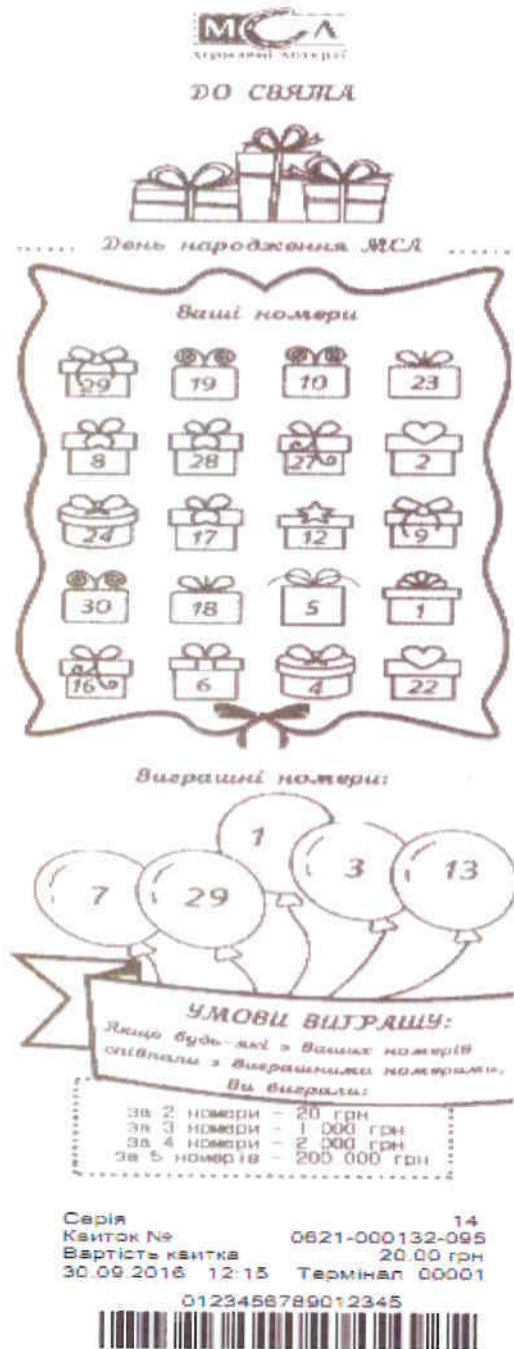 МСЛ
державні лотереї
ДО СВЯТА
День народження МСЛ
Ваші номери
29 19 10 23
8 28 27 2
24 17 12 9
30 18 5 1
16 6 4 22
Виграшні номери:
7 29 1 3 13
УМОВИ ВИГРАШУ:
Якщо будь-які з Ваших номерів
співпали з виграшними номерами,
Ви виграли:
За 2 номери - 20 грн
За 3 номери - 1 000 грн
За 4 номери - 2 000 грн
За 5 номерів - 200 000 грн
Серія 14
Квиток № 0621-000132-095
Вартість квитка 20.00 грн
30.09.2016 12:15 Термінал 00001
0123456789012345